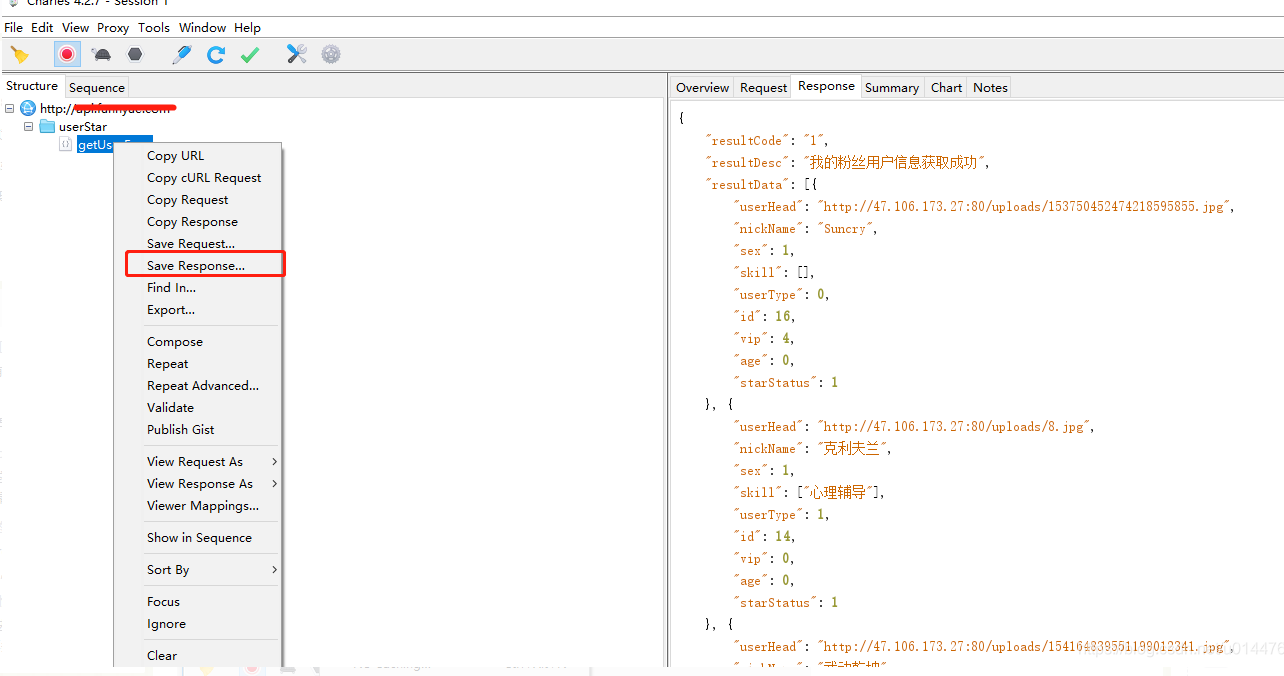 Charles 4.2.7 - Session 1
File Edit View Proxy Tools Window Help
Structure Sequence
http://
userStar
Copy URL
Copy cURL Request
Copy Request
Copy Response
Save Request...
Save Response...
Find In...
Export...
Compose
Repeat
Repeat Advanced...
Validate
Publish Gist
View Request As
View Response As
Viewer Mappings...
Show in Sequence
Sort By
Focus
Ignore
Clear
Overview Request Response Summary Chart Notes
{
"resultCode": "1",
"resultDesc": "我的粉丝用户信息获取成功",
"resultData": [{
"userHead": "http://47.106.173.27:80/uploads/153750452474218595855.jpg",
"nickName": "Suncry",
"sex": 1,
"skill": [],
"userType": 0,
"id": 16,
"vip": 4,
"age": 0,
"starStatus": 1
}, {
"userHead": "http://47.106.173.27:80/uploads/8.jpg",
"nickName": "克利夫兰",
"sex": 1,
"skill": ["心理辅导"],
"userType": 1,
"id": 14,
"vip": 0,
"age": 0,
"starStatus": 1
}, {
"userHead": "http://47.106.173.27:80/uploads/154164839551199012341.jpg",